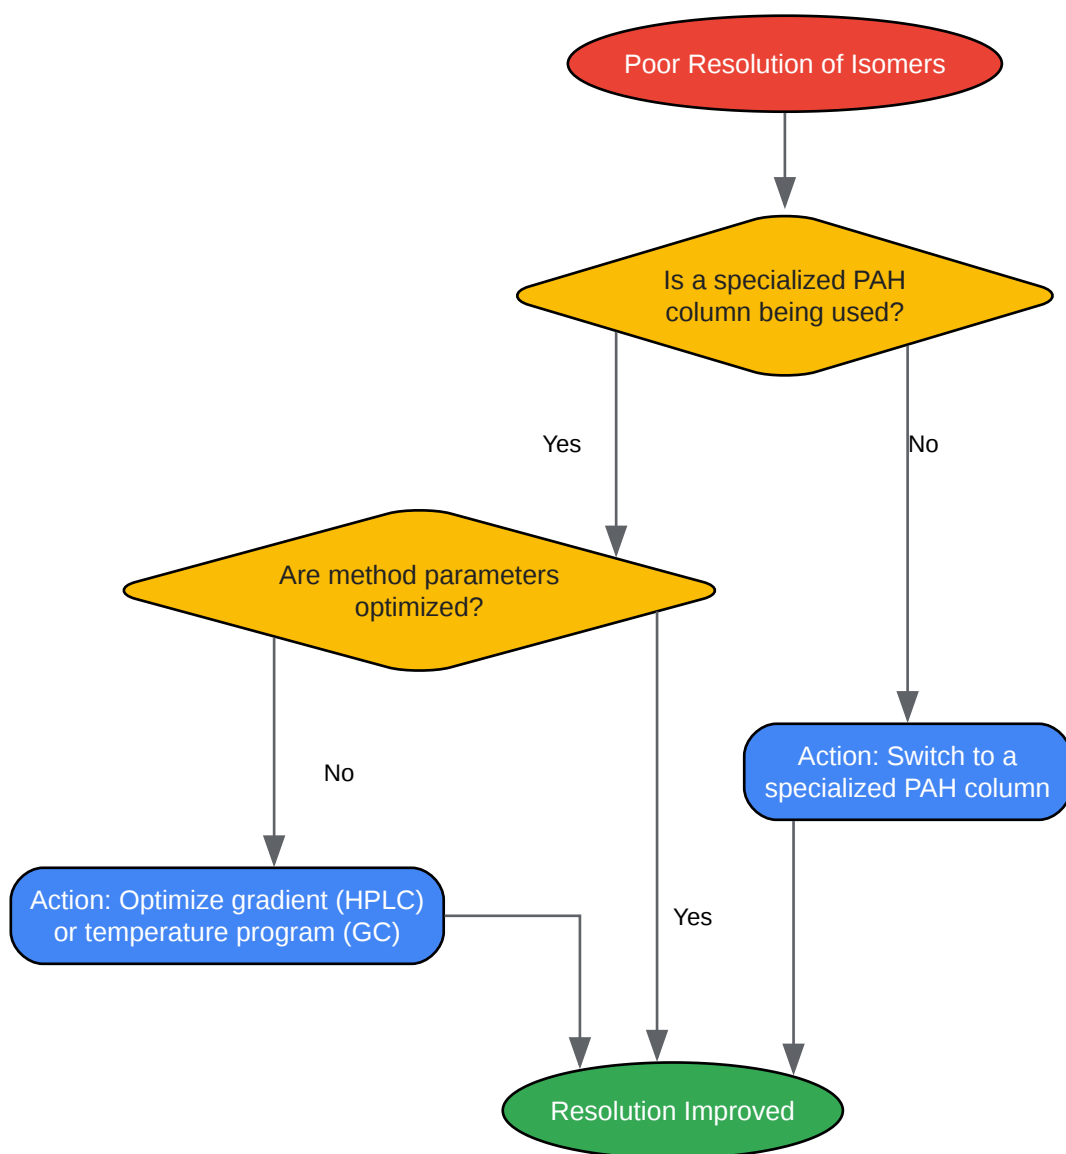 Poor Resolution of Isomers
Is a specialized PAH
column being used?
Yes
No
Are method parameters
optimized?
No
Action: Switch to a
specialized PAH column
Action: Optimize gradient (HPLC)
or temperature program (GC)
Yes
Resolution Improved